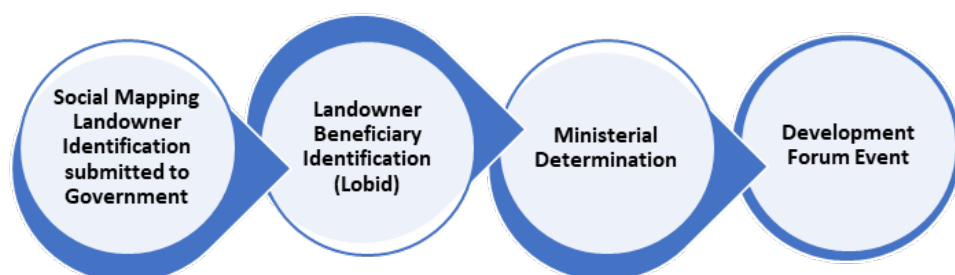 Social Mapping
Landowner
Identification
submitted to
Government
Landowner
Beneficiary
Identification
(Lobid)
Ministerial
Determination
Development
Forum Event